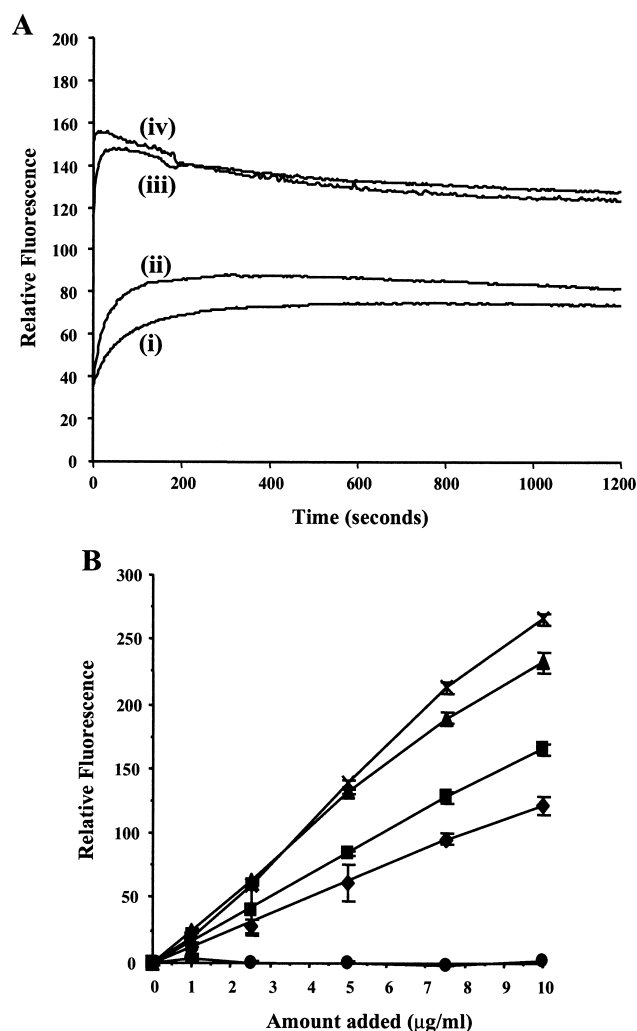 A
200
180
160
140
120
100
80
60
40
20
0
Relative Fluorescence
(iv)
(iii)
(ii)
(i)
0 200 400 600 800 1000 1200
Time (seconds)
B
300
250
200
150
100
50
0
Relative Fluorescence
0 1 2 3 4 5 6 7 8 9 10
Amount added (μg/ml)